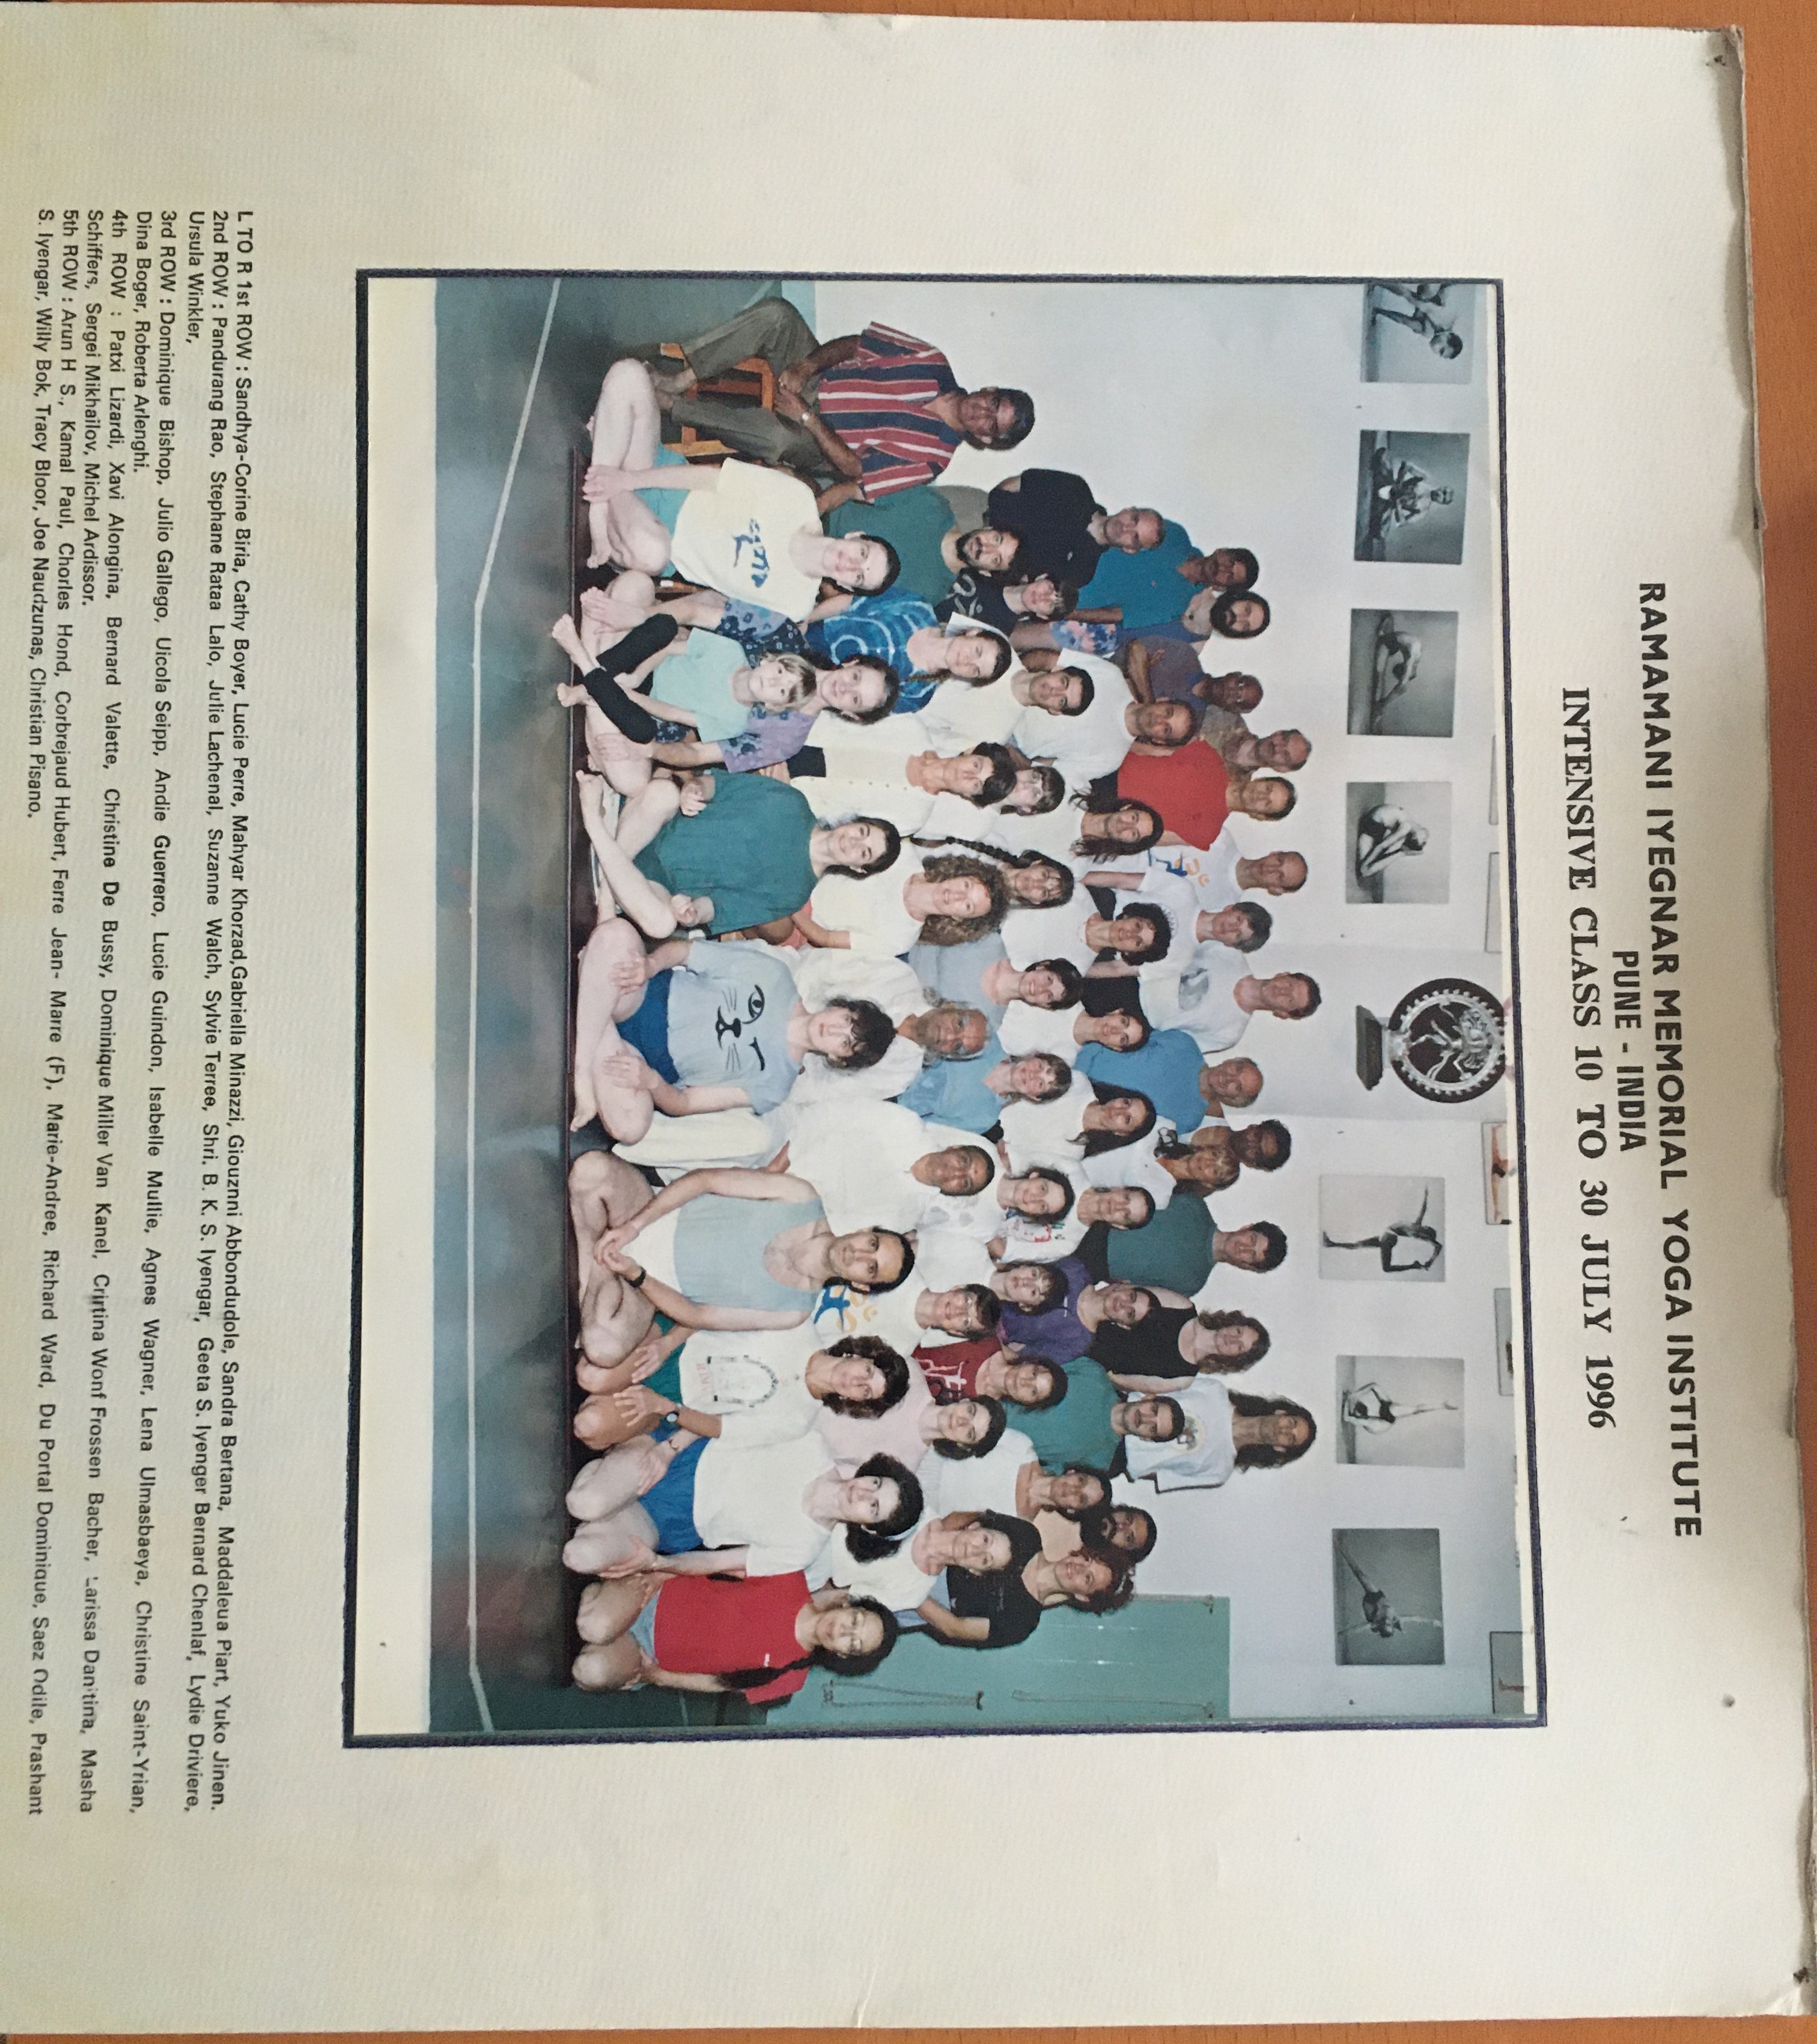 RAMAMANI IYEGNAR MEMORIAL YOGA INSTITUTE
PUNE - INDIA
INTENSIVE CLASS 10 TO 30 JULY 1996
L TO R 1st ROW : Sandhya-Corine Biria, Cathy Boyer, Lucie Perre, Mahyar Khorzad,Gabriella Minazzi, Giouznni Abbondudole, Sandra Bertana, Maddaleua Piart, Yuko Jinen.
2nd ROW : Pandurang Rao, Stephane Rataa Lalo, Julie Lachenal, Suzanne Walch, Sylvie Terree, Shri. B. K. S. Iyengar, Geeta S. Iyenger Bernard Chenlaf, Lydie Driviere,
Ursula Winkler,
3rd ROW : Dominique Bishop, Julio Gallego, Uicola Seipp, Andie Guerrero, Lucie Guindon, Isabelle Mullie, Agnes Wagner, Lena Ulmasbaeya, Christine Saint-Yrian,
Dina Boger, Roberta Arlenghi.
4th ROW : Patxi Lizardi, Xavi Alongina, Bernard Valette, Christine De Bussy, Dominique Miller Van Kanel, Crirtina Wonf Frossen Bacher, Larissa Danitina, Masha
Schiffers, Sergei Mikhailov, Michel Ardissor.
5th ROW : Arun H S., Kamal Paul, Chorles Hond, Corbrejaud Hubert, Ferre Jean- Marre (F), Marie-Andree, Richard Ward, Du Portal Dominique, Saez Odile, Prashant
S. Iyengar, Willy Bok, Tracy Bloor, Joe Naudzunas, Christian Pisano.